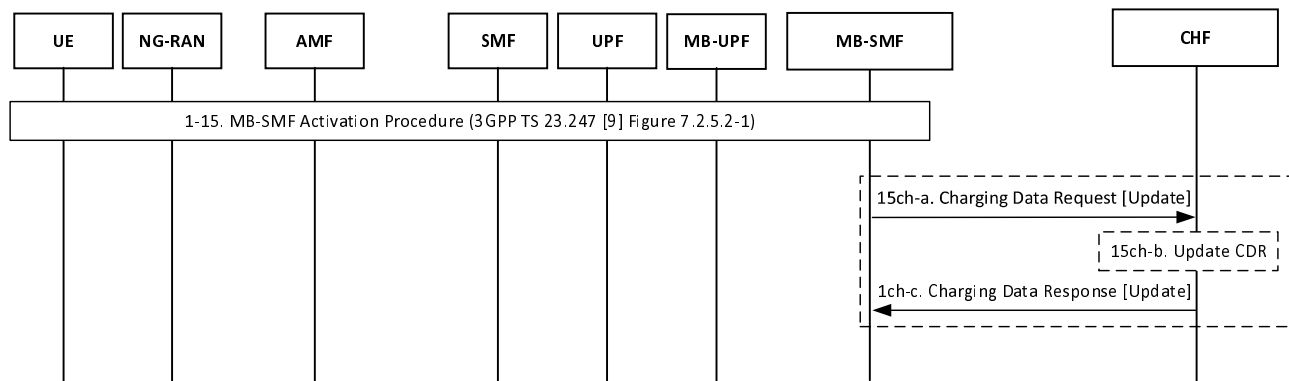 UE
NG-RAN
AMF
SMF
UPF
MB-UPF
MB-SMF
CHF
1-15. MB-SMF Activation Procedure (3GPP TS 23.247 [9] Figure 7.2.5.2-1)
15ch-a. Charging Data Request [Update]
15ch-b. Update CDR
1ch-c. Charging Data Response [Update]